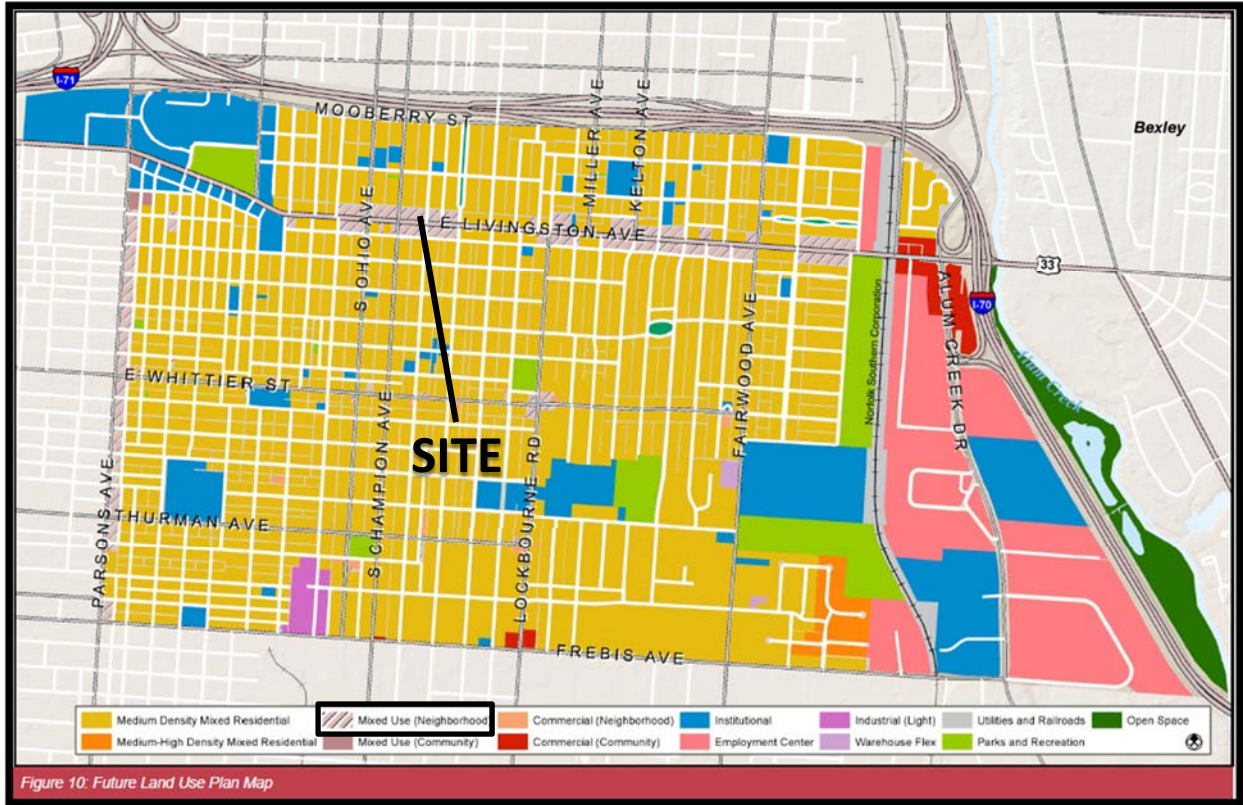 I-71
MOOBERRY ST
MILLER AVE
KELTON AVE
Bexley
S OHIO AVE
E LIVINGSTON AVE
33
I-70
ALUM CREEK DR
Norfolk Southern Corporation
FAIRWOOD AVE
Alum Creek
E WHITTIER ST
S CHAMPION AVE
SITE
LOCKBOURNE RD
PARSONS AVE
THURMAN AVE
FREBIS AVE
Medium Density Mixed Residential
Mixed Use (Neighborhood)
Commercial (Neighborhood)
Institutional
Industrial (Light)
Utilities and Railroads
Open Space
Medium-High Density Mixed Residential
Mixed Use (Community)
Commercial (Community)
Employment Center
Warehouse Flex
Parks and Recreation
Figure 10: Future Land Use Plan Map